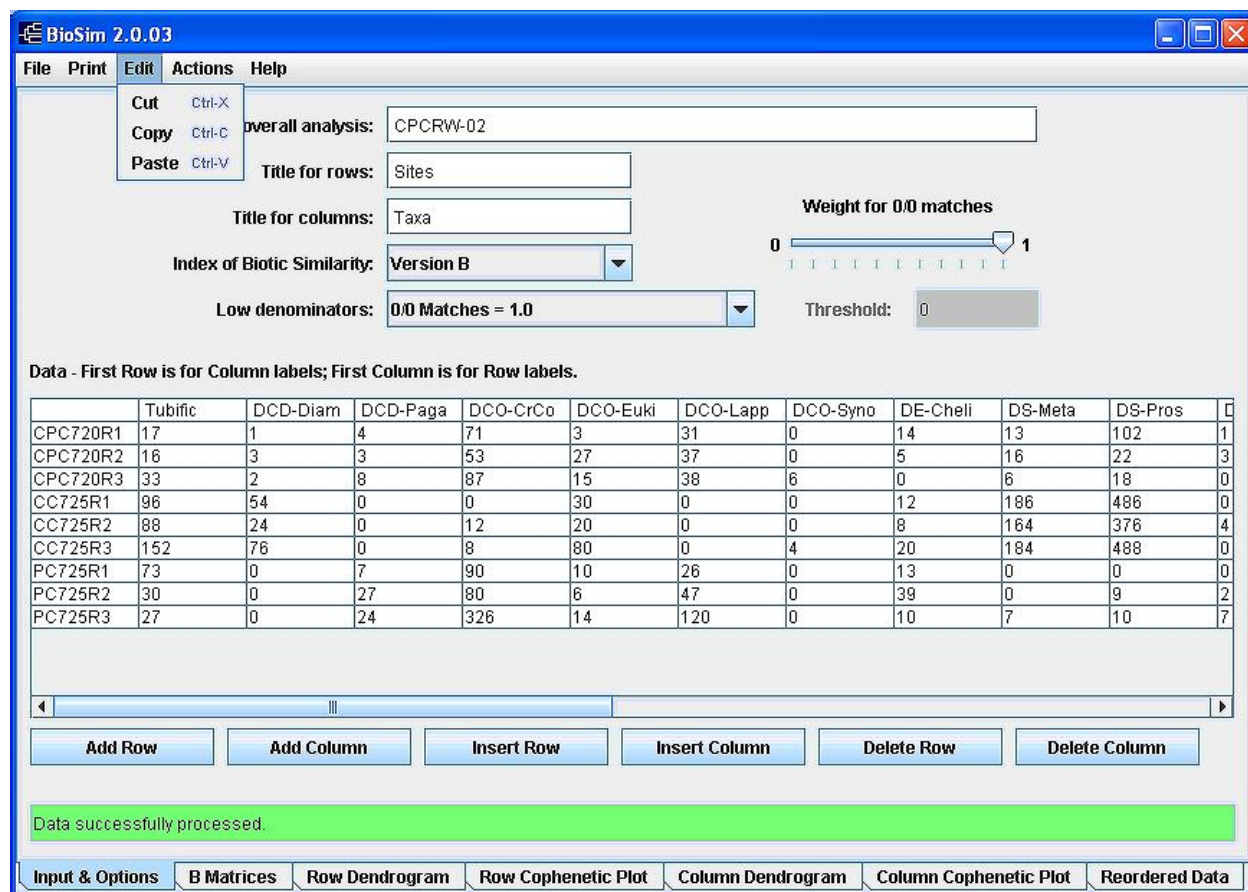 BioSim 2.0.03
File Print Edit Actions Help
Cut Ctrl-X
Copy Ctrl-C
Paste Ctrl-V
overall analysis: CPCRW-02
Title for rows: Sites
Title for columns: Taxa
Weight for 0/0 matches
0 1
Index of Biotic Similarity: Version B
Low denominators: 0/0 Matches = 1.0
Threshold: 0
Data - First Row is for Column labels; First Column is for Row labels.
Tubific DCD-Diam DCD-Paga DCO-CrCo DCO-Euki DCO-Lapp DCO-Syno DE-Cheli DS-Meta DS-Pros
CPC720R1 17 1 4 71 3 31 0 14 13 102 1
CPC720R2 16 3 3 53 27 37 0 5 16 22 3
CPC720R3 33 2 8 87 15 38 6 0 6 18 0
CC725R1 96 54 0 0 30 0 0 12 186 486 0
CC725R2 88 24 0 12 20 0 0 8 164 376 4
CC725R3 152 76 0 8 80 0 4 20 184 488 0
PC725R1 73 0 7 90 10 26 0 13 0 0 0
PC725R2 30 0 27 80 6 47 0 39 0 9 2
PC725R3 27 0 24 326 14 120 0 10 7 10 7
Add Row Add Column Insert Row Insert Column Delete Row Delete Column
Data successfully processed.
Input & Options B Matrices Row Dendrogram Row Cophenetic Plot Column Dendrogram Column Cophenetic Plot Reordered Data